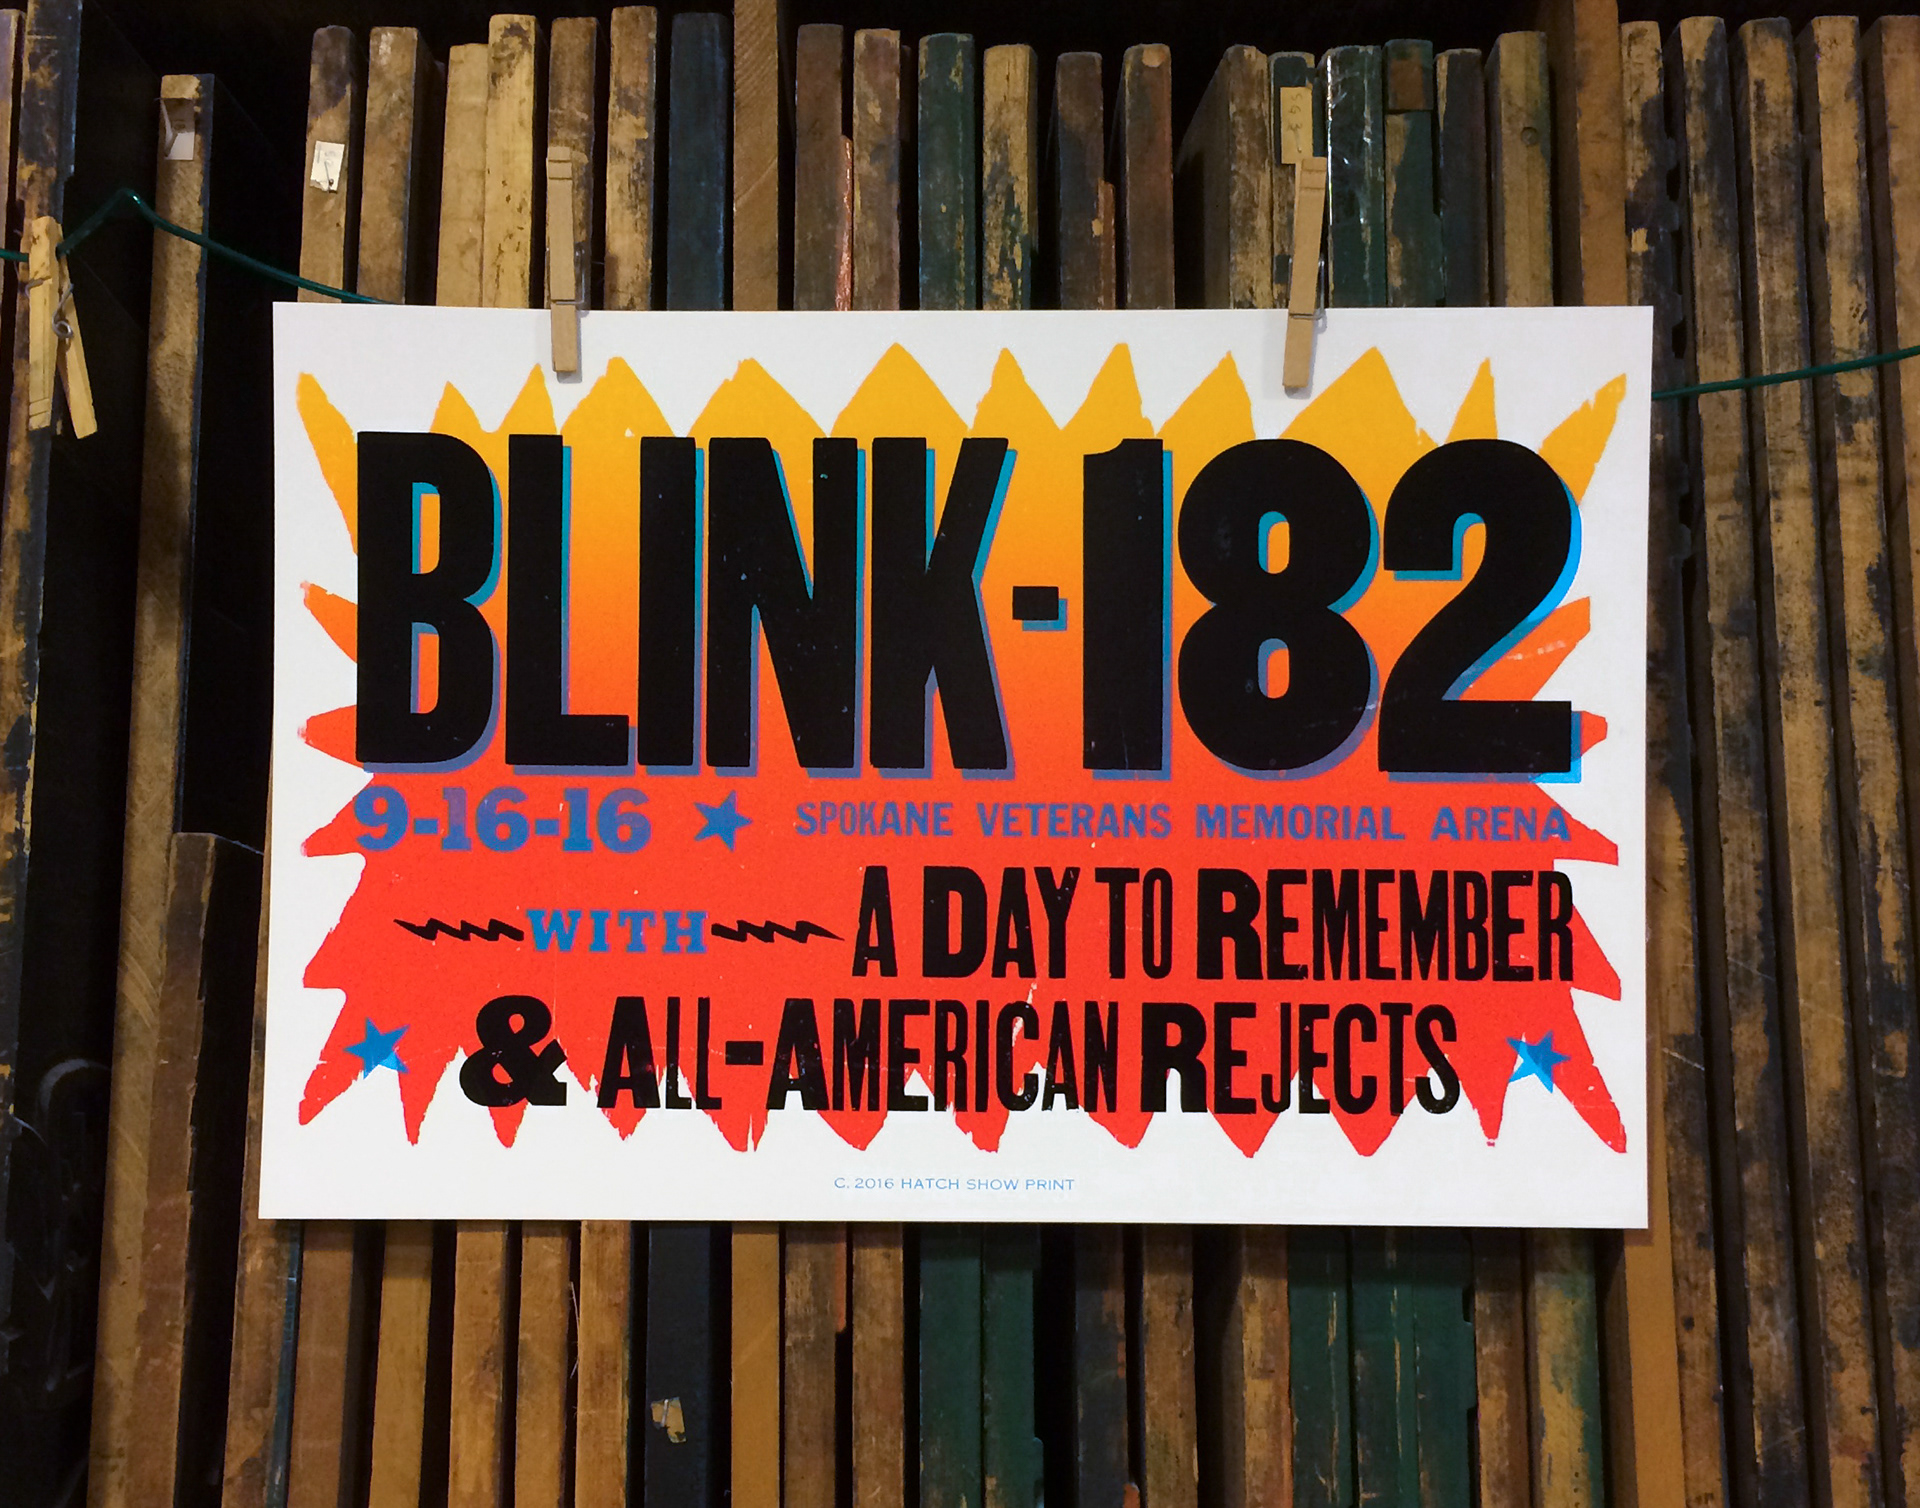 BLINK-182
9-16-16 ★ SPOKANE VETERANS MEMORIAL ARENA
WITH A DAY TO REMEMBER
& ALL-AMERICAN REJECTS
C. 2016 HATCH SHOW PRINT